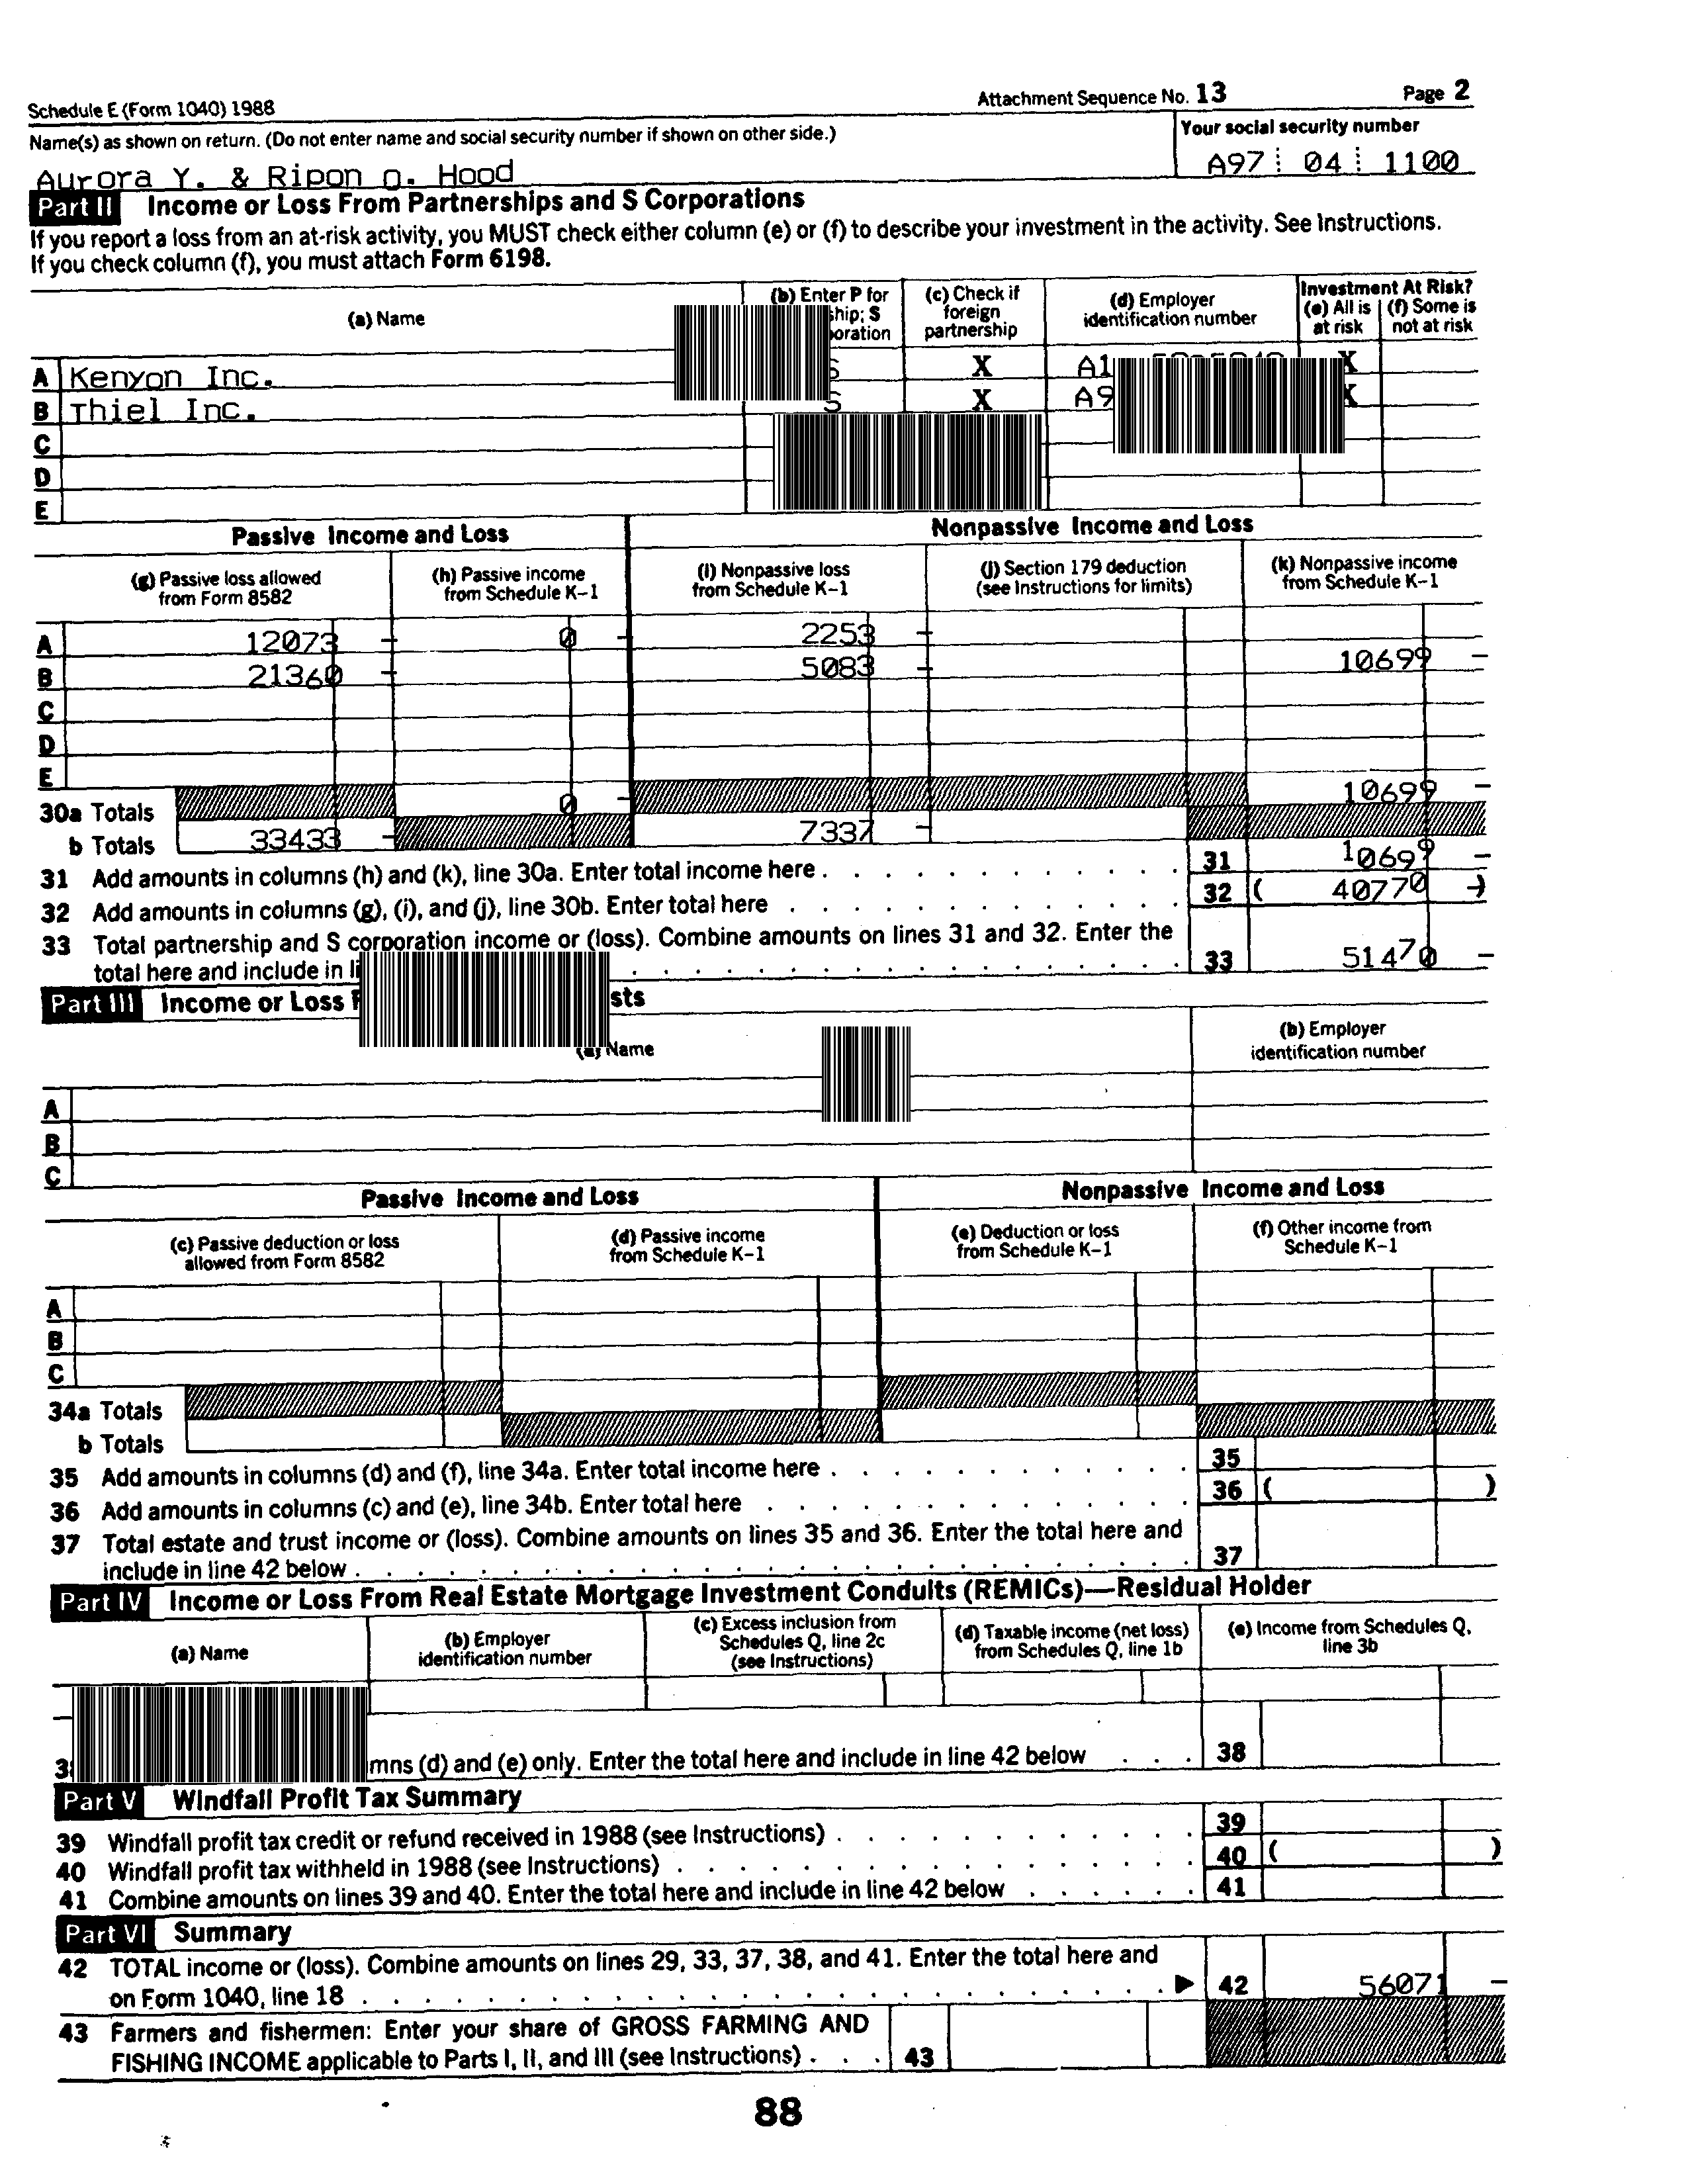 Schedule E (Form 1040) 1988 Attachment Sequence No. 13 Page 2
Name(s) as shown on return. (Do not enter name and social security number if shown on other side.) Your social security number
Aurora Y. & Ripon n. Hood A97 04 1100
Part II Income or Loss From Partnerships and S Corporations
If you report a loss from an at-risk activity, you MUST check either column (e) or (f) to describe your investment in the activity. See Instructions.
If you check column (f), you must attach Form 6198.
(a) Name (b) Enter P for (c) Check if foreign partnership (d) Employer identification number Investment At Risk? (e) All is at risk (f) Some is not at risk
A Kenyon Inc. S X A1 X
B Thiel Inc. S X A9 X
C
D
E
Passive Income and Loss Nonpassive Income and Loss
(g) Passive loss allowed from Form 8582 (h) Passive income from Schedule K-1 (i) Nonpassive loss from Schedule K-1 (j) Section 179 deduction (see Instructions for limits) (k) Nonpassive income from Schedule K-1
A 12073 - 0 - 2253 -
B 21360 - 5083 - 10699 -
C
D
E
30a Totals 0 - 10699 -
b Totals 33433 - 7337 -
31 Add amounts in columns (h) and (k), line 30a. Enter total income here 31 10699 -
32 Add amounts in columns (g), (i), and (j), line 30b. Enter total here 32 ( 40770 -)
33 Total partnership and S corporation income or (loss). Combine amounts on lines 31 and 32. Enter the
total here and include in 33 51470 -
Part III Income or Loss
(a) Name (b) Employer identification number
A
B
C
Passive Income and Loss Nonpassive Income and Loss
(c) Passive deduction or loss allowed from Form 8582 (d) Passive income from Schedule K-1 (e) Deduction or loss from Schedule K-1 (f) Other income from Schedule K-1
A
B
C
34a Totals
b Totals
35 Add amounts in columns (d) and (f), line 34a. Enter total income here 35
36 Add amounts in columns (c) and (e), line 34b. Enter total here 36 ( )
37 Total estate and trust income or (loss). Combine amounts on lines 35 and 36. Enter the total here and
include in line 42 below 37
Part IV Income or Loss From Real Estate Mortgage Investment Conduits (REMICs)—Residual Holder
(a) Name (b) Employer identification number (c) Excess inclusion from Schedules Q, line 2c (see Instructions) (d) Taxable income (net loss) from Schedules Q, line 1b (e) Income from Schedules Q, line 3b
(d) and (e) only. Enter the total here and include in line 42 below 38
Part V Windfall Profit Tax Summary
39 Windfall profit tax credit or refund received in 1988 (see Instructions) 39
40 Windfall profit tax withheld in 1988 (see Instructions) 40 ( )
41 Combine amounts on lines 39 and 40. Enter the total here and include in line 42 below 41
Part VI Summary
42 TOTAL income or (loss). Combine amounts on lines 29, 33, 37, 38, and 41. Enter the total here and
on Form 1040, line 18 42 56071 -
43 Farmers and fishermen: Enter your share of GROSS FARMING AND
FISHING INCOME applicable to Parts I, II, and III (see Instructions) 43
88